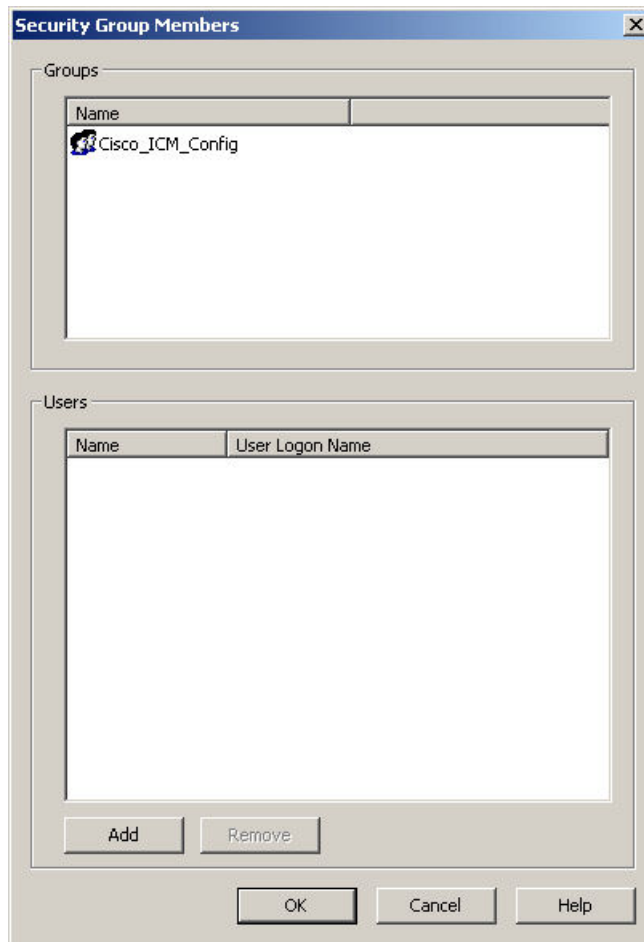 Security Group Members
Groups
Name
Cisco_ICM_Config
Users
Name User Logon Name
Add Remove
OK Cancel Help